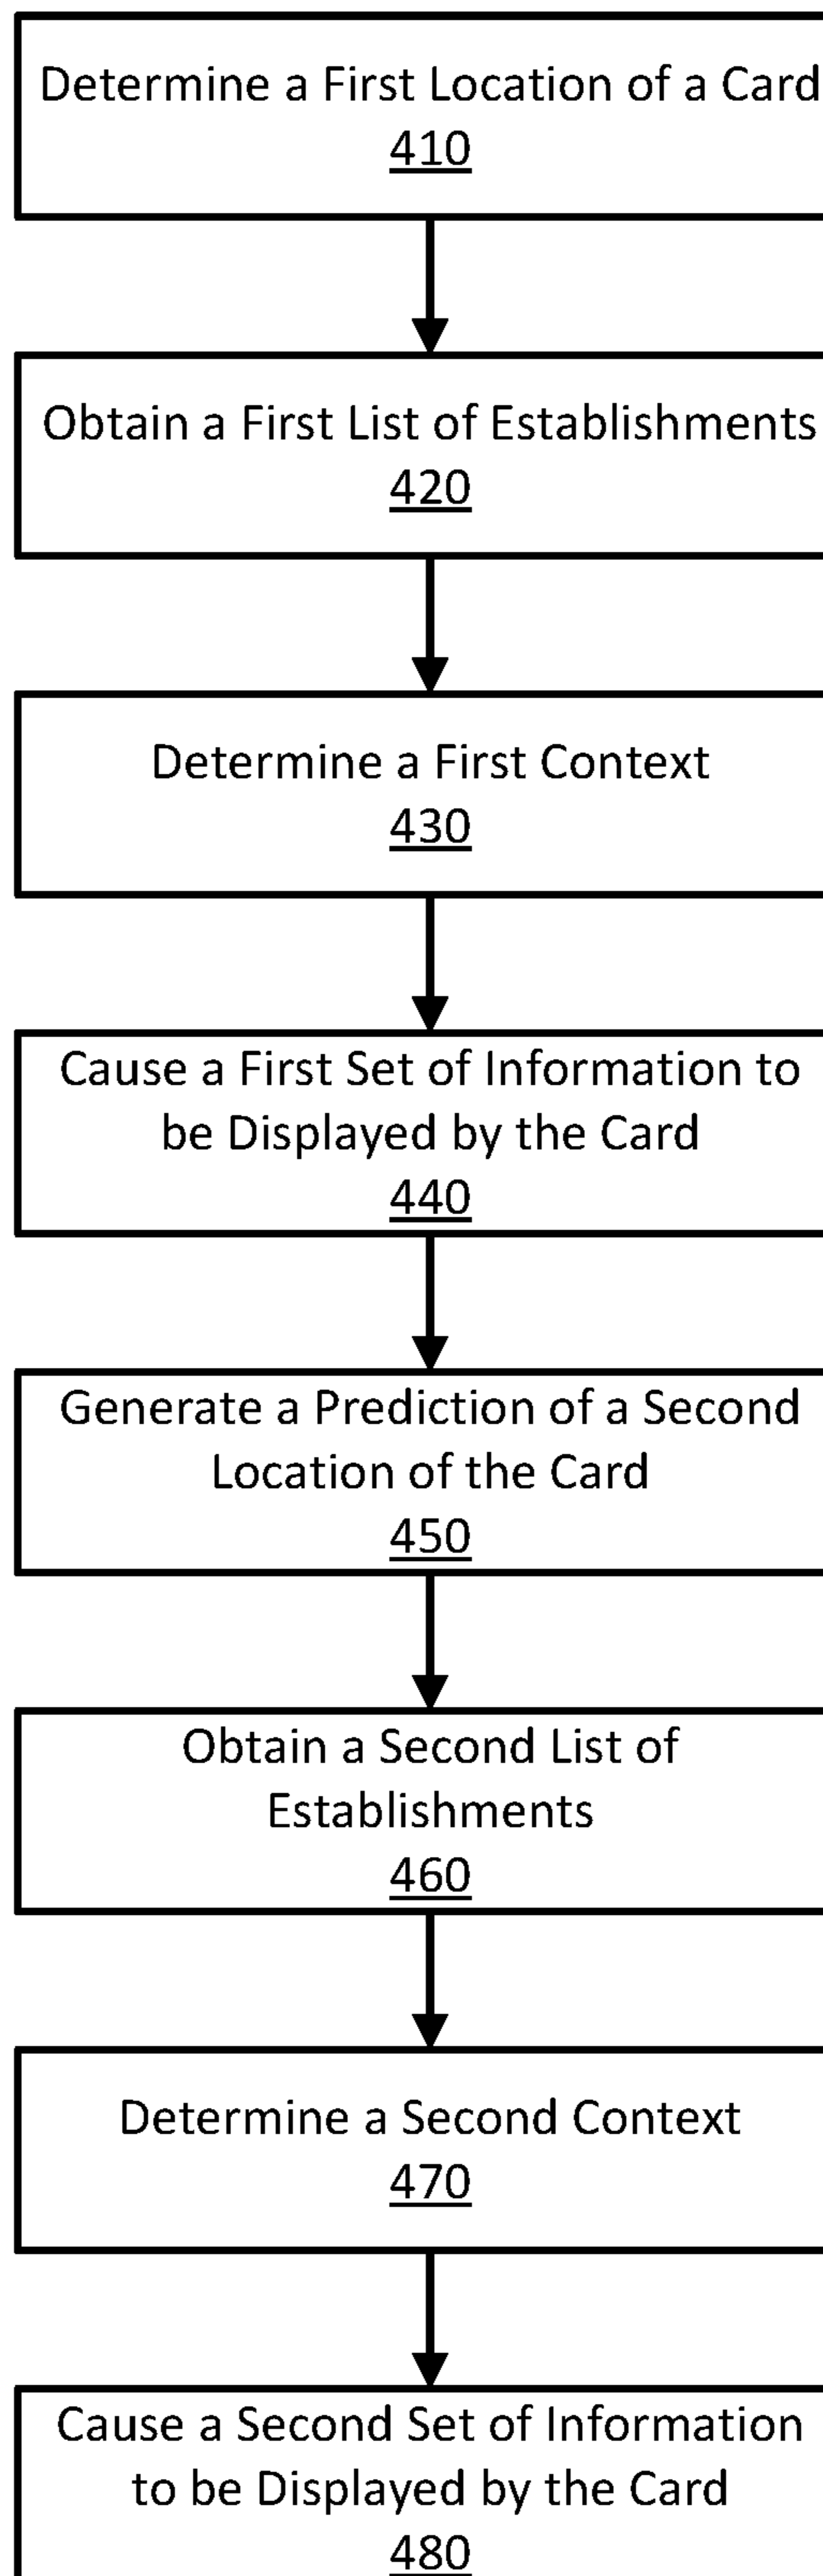 Determine a First Location of a Card
410
Obtain a First List of Establishments
420
Determine a First Context
430
Cause a First Set of Information to
be Displayed by the Card
440
Generate a Prediction of a Second
Location of the Card
450
Obtain a Second List of
Establishments
460
Determine a Second Context
470
Cause a Second Set of Information
to be Displayed by the Card
480